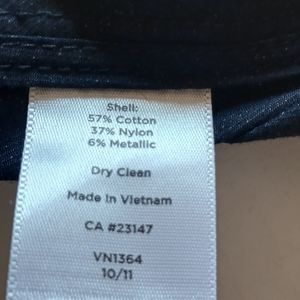 Shell:
57% Cotton
37% Nylon
6% Metallic
Dry Clean
Made in Vietnam
CA #23147
VN1364
10/11